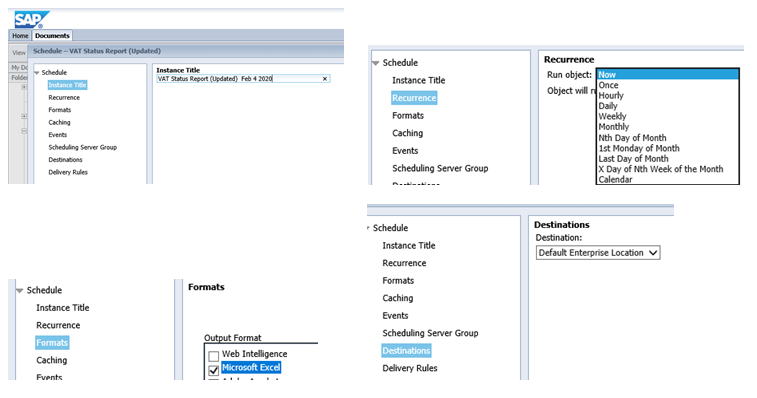 SAP
Home Documents
View
Schedule – VAT Status Report (Updated)
My Do
Folder
Schedule
Instance Title
Recurrence
Formats
Caching
Events
Scheduling Server Group
Destinations
Delivery Rules
Instance Title
VAT Status Report (Updated) Feb 4 2020
Schedule
Instance Title
Recurrence
Formats
Caching
Events
Scheduling Server Group
Recurrence
Run object:
Object will r
Now
Once
Hourly
Daily
Weekly
Monthly
Nth Day of Month
1st Monday of Month
Last Day of Month
X Day of Nth Week of the Month
Calendar
Schedule
Instance Title
Recurrence
Formats
Caching
Formats
Output Format
Web Intelligence
Microsoft Excel
Schedule
Instance Title
Recurrence
Formats
Caching
Events
Scheduling Server Group
Destinations
Delivery Rules
Destinations
Destination:
Default Enterprise Location